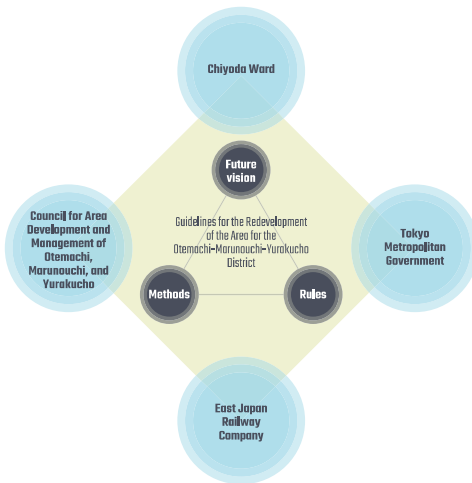 Chiyoda Ward
Future
vision
Council for Area
Development and
Management of
Otemachi,
Marunouchi, and
Yurakucho
Guidelines for the Redevelopment
of the Area for the
Otemachi-Marunouchi-Yurakucho
District
Tokyo
Metropolitan
Government
Methods
Rules
East Japan
Railway
Company